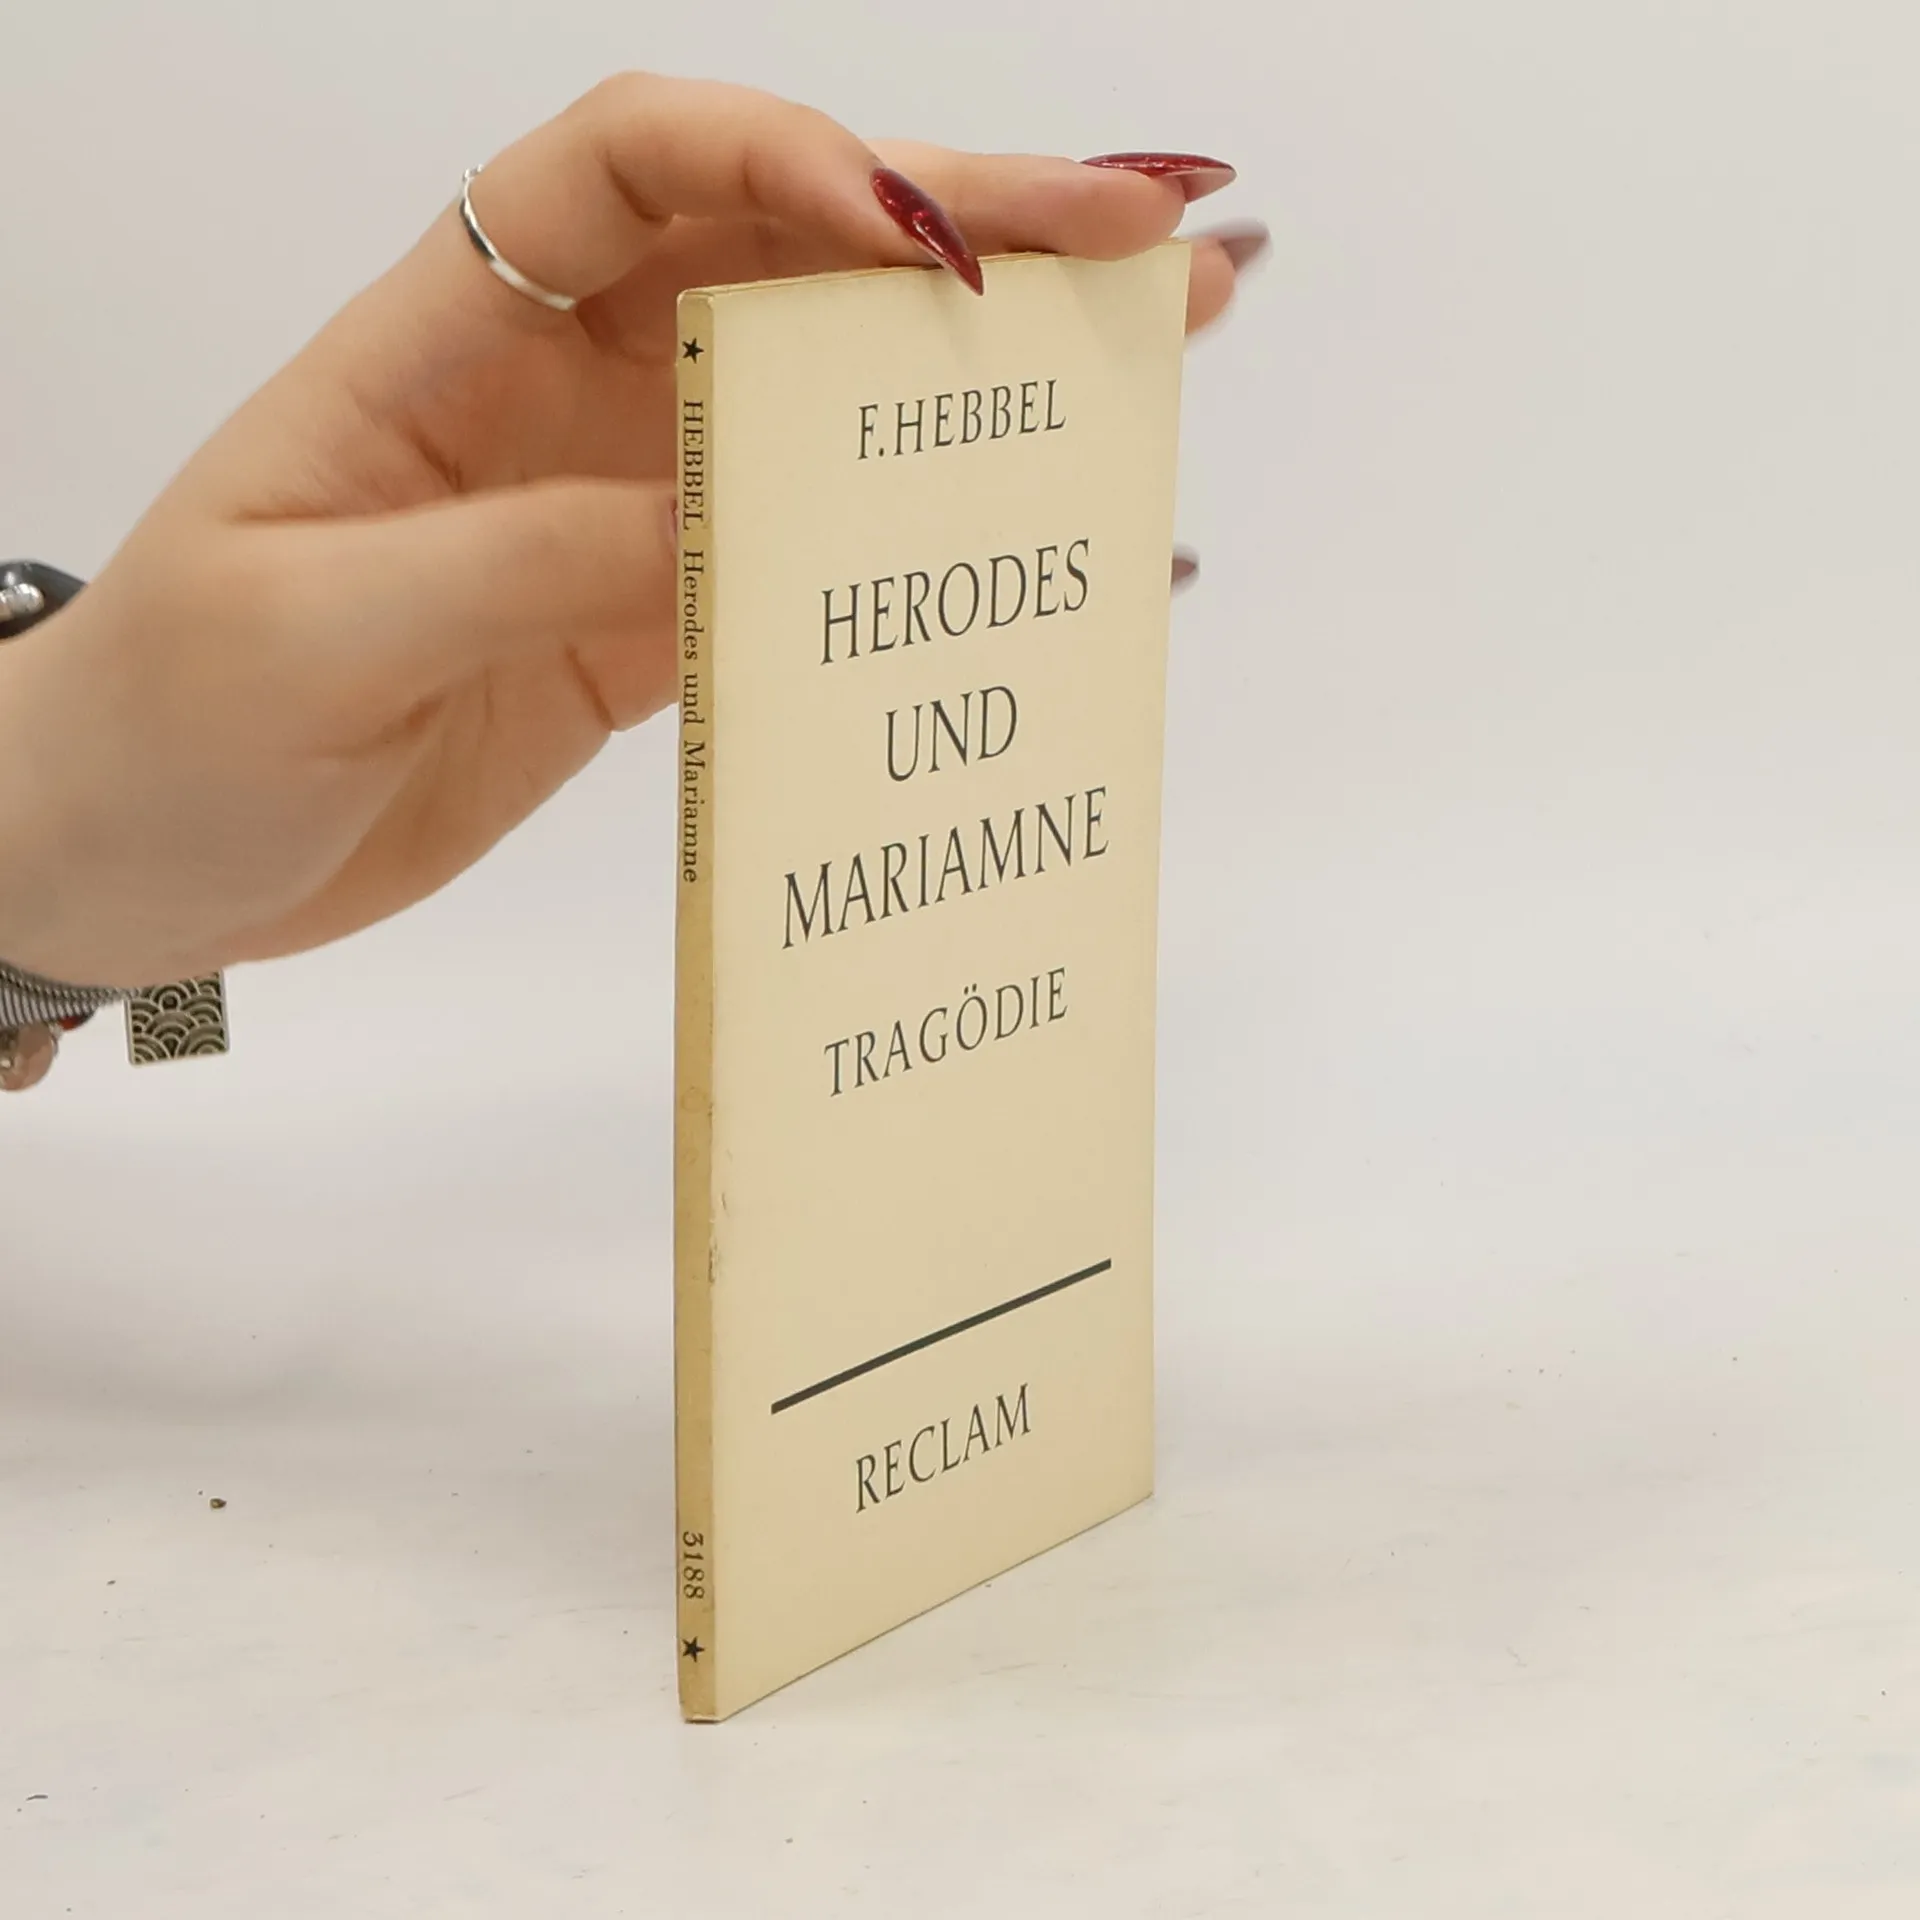 ★ HEBBEL Herodes und Mariamne 3188 ★
F. HEBBEL
HERODES
UND
MARIAMNE
TRAGÖDIE
RECLAM